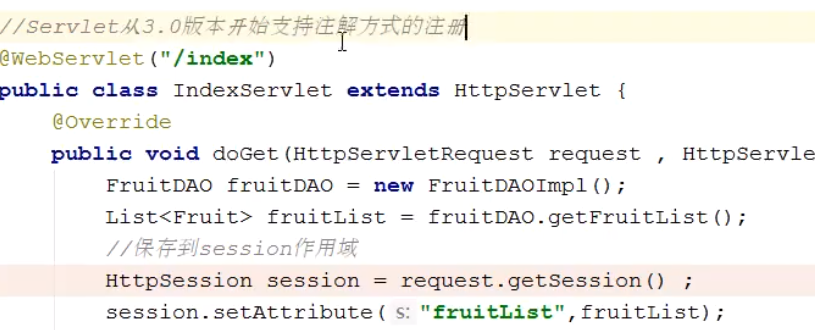 //Servlet从3.0版本开始支持注解方式的注册
@WebServlet("/index")
public class IndexServlet extends HttpServlet {
@Override
public void doGet(HttpServletRequest request , HttpServle
FruitDAO fruitDAO = new FruitDAOImpl();
List<Fruit> fruitList = fruitDAO.getFruitList();
//保存到session作用域
HttpSession session = request.getSession() ;
session.setAttribute( s: "fruitList",fruitList);